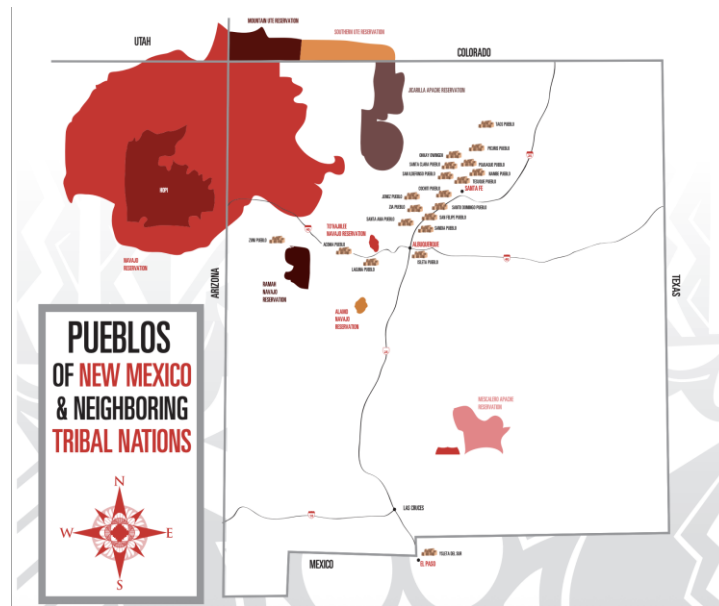 MOUNTAIN UTE RESERVATION
UTAH
SOUTHERN UTE RESERVATION
COLORADO
JICARILLA APACHE RESERVATION
TAOS PUEBLO
PICURIS PUEBLO
OHKAY OWINGEH
SANTA CLARA PUEBLO
POJOAQUE PUEBLO
SAN ILDEFONSO PUEBLO
NAMBE PUEBLO
TESUQUE PUEBLO
HOPI
COCHITI PUEBLO
SANTA FE
JEMEZ PUEBLO
ZIA PUEBLO
SANTO DOMINGO PUEBLO
SANTA ANA PUEBLO
SAN FELIPE PUEBLO
SANDIA PUEBLO
TOHAJIILEE
NAVAJO RESERVATION
ZUNI PUEBLO
ACOMA PUEBLO
ALBUQUERQUE
LAGUNA PUEBLO
ISLETA PUEBLO
NAVAJO
RESERVATION
ARIZONA
TEXAS
RAMAH
NAVAJO
RESERVATION
ALAMO
NAVAJO
RESERVATION
PUEBLOS
OF NEW MEXICO
& NEIGHBORING
TRIBAL NATIONS
N
W
E
S
MESCALERO APACHE
RESERVATION
LAS CRUCES
MEXICO
YSLETA DEL SUR
EL PASO